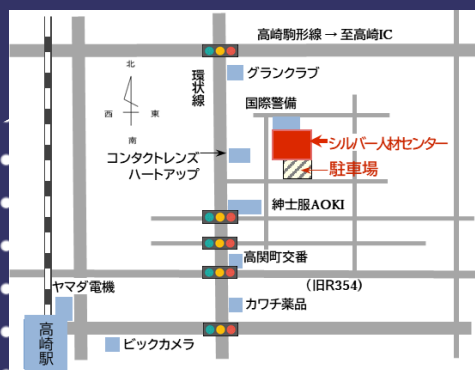 高崎駒形線 → 至高崎IC
北
西 東
南
環状線
グランクラブ
国際警備
シルバー人材センター
駐車場
コンタクトレンズ
ハートアップ
紳士服AOKI
高関町交番
(旧R354)
ヤマダ電機
カワチ薬品
高崎駅
ビックカメラ